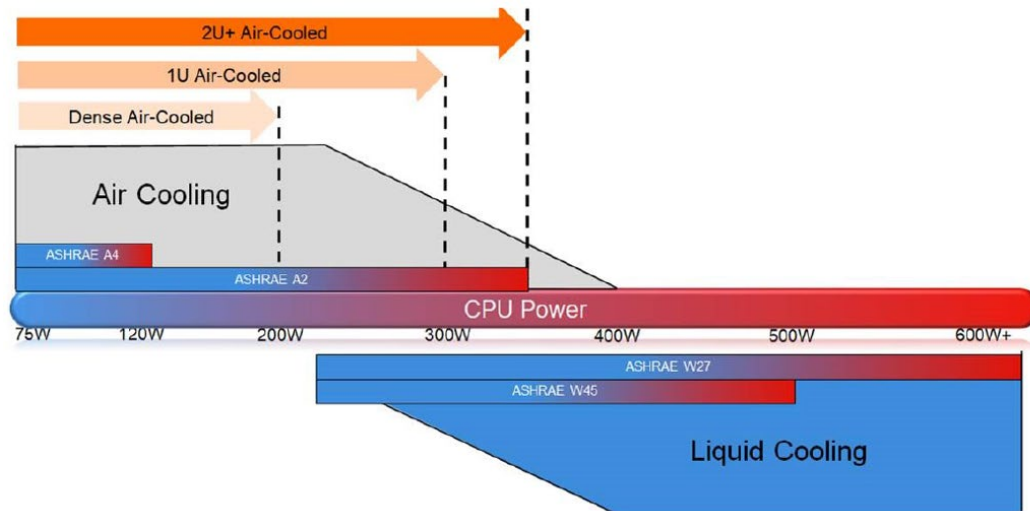 2U+ Air-Cooled
1U Air-Cooled
Dense Air-Cooled
Air Cooling
ASHRAE A4
ASHRAE A2
CPU Power
75W 120W 200W 300W 400W 500W 600W+
ASHRAE W27
ASHRAE W45
Liquid Cooling